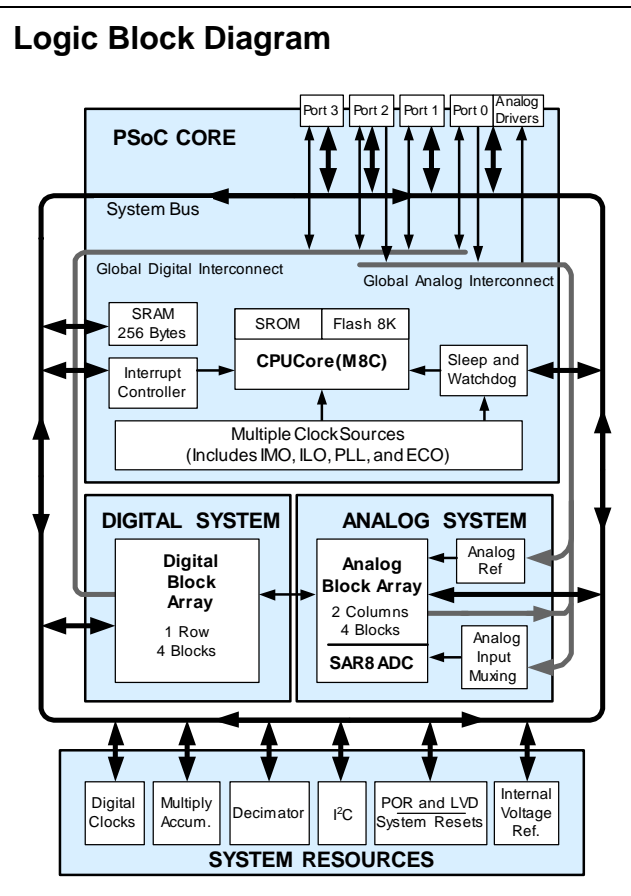 Logic Block Diagram
Port 3
Port 2
Port 1
Port 0
Analog
Drivers
PSoC CORE
System Bus
Global Digital Interconnect
Global Analog Interconnect
SRAM
256 Bytes
SROM
Flash 8K
CPUCore(M8C)
Interrupt
Controller
Sleep and
Watchdog
Multiple Clock Sources
(Includes IMO, ILO, PLL, and ECO)
DIGITAL SYSTEM
ANALOG SYSTEM
Digital
Block
Array
1 Row
4 Blocks
Analog
Block Array
2 Columns
4 Blocks
SAR8 ADC
Analog
Ref
Analog
Input
Muxing
Digital
Clocks
Multiply
Accum.
Decimator
I²C
POR and LVD
System Resets
Internal
Voltage
Ref.
SYSTEM RESOURCES